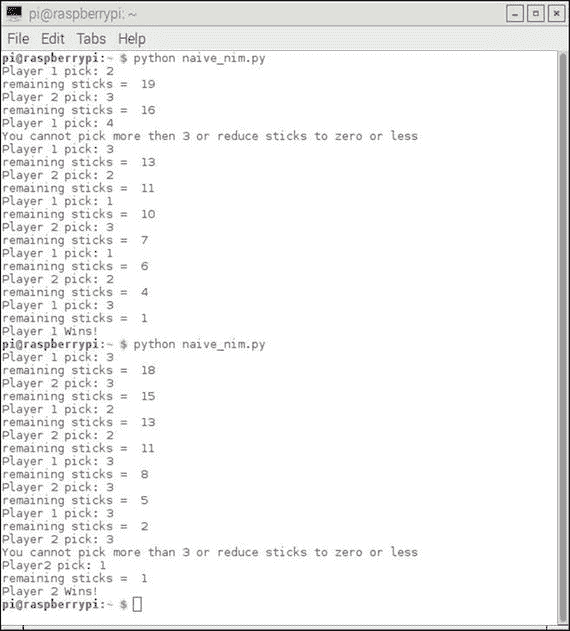 pi@raspberrypi: ~
File Edit Tabs Help
pi@raspberrypi:~ $ python naive_nim.py
Player 1 pick: 2
remaining sticks =  19
Player 2 pick: 3
remaining sticks =  16
Player 1 pick: 4
You cannot pick more then 3 or reduce sticks to zero or less
Player 1 pick: 3
remaining sticks =  13
Player 2 pick: 2
remaining sticks =  11
Player 1 pick: 1
remaining sticks =  10
Player 2 pick: 3
remaining sticks =  7
Player 1 pick: 1
remaining sticks =  6
Player 2 pick: 2
remaining sticks =  4
Player 1 pick: 3
remaining sticks =  1
Player 1 Wins!
pi@raspberrypi:~ $ python naive_nim.py
Player 1 pick: 3
remaining sticks =  18
Player 2 pick: 3
remaining sticks =  15
Player 1 pick: 2
remaining sticks =  13
Player 2 pick: 2
remaining sticks =  11
Player 1 pick: 3
remaining sticks =  8
Player 2 pick: 3
remaining sticks =  5
Player 1 pick: 3
remaining sticks =  2
Player 2 pick: 3
You cannot pick more than 3 or reduce sticks to zero or less
Player2 pick: 1
remaining sticks =  1
Player 2 Wins!
pi@raspberrypi:~ $